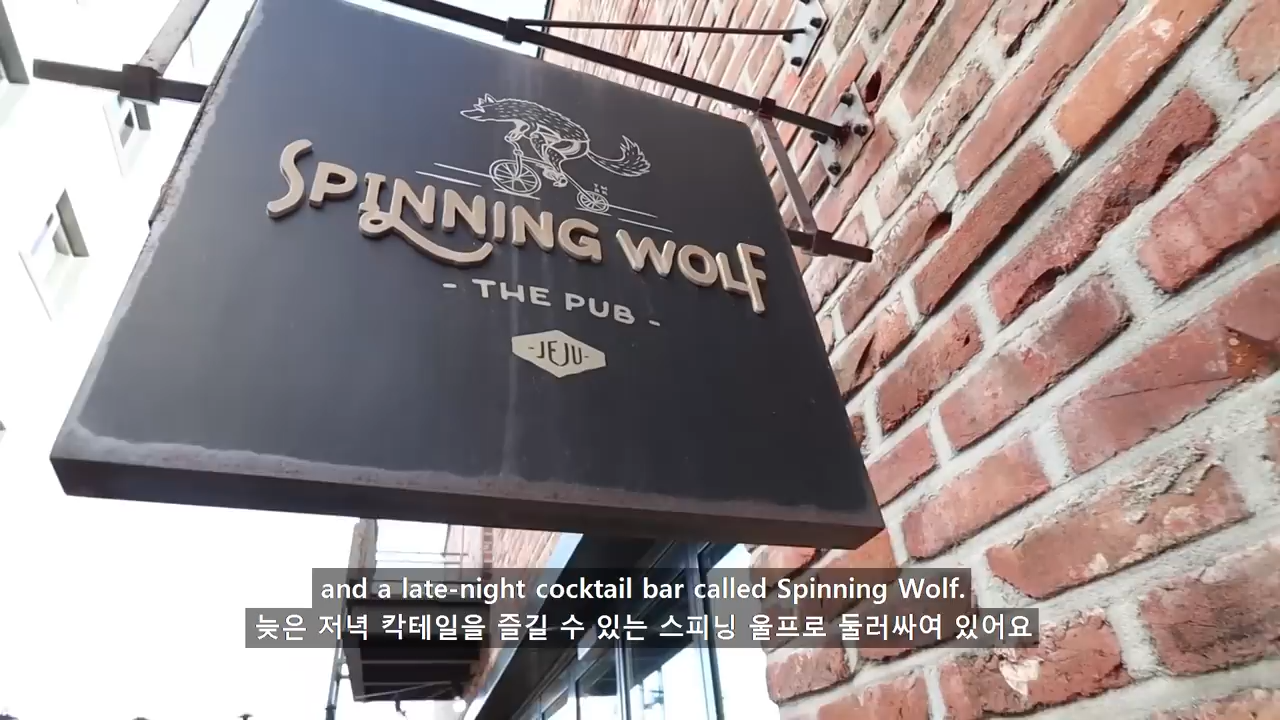 SPINNING WOLF
- THE PUB -
-JEJU-
and a late-night cocktail bar called Spinning Wolf.
늦은 저녁 칵테일을 즐길 수 있는 스피닝 울프로 둘러싸여 있어요